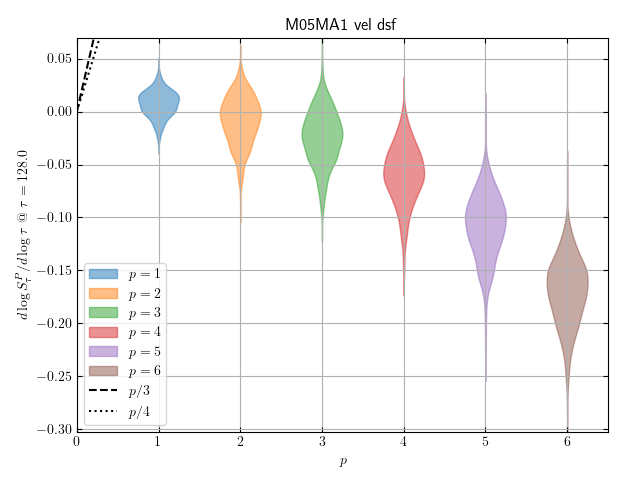 M05MA1 vel dsf
d log S_τ^P / d log τ @ τ = 128.0
0.05
0.00
−0.05
−0.10
−0.15
−0.20
−0.25
−0.30
p = 1
p = 2
p = 3
p = 4
p = 5
p = 6
p/3
p/4
0 1 2 3 4 5 6
p